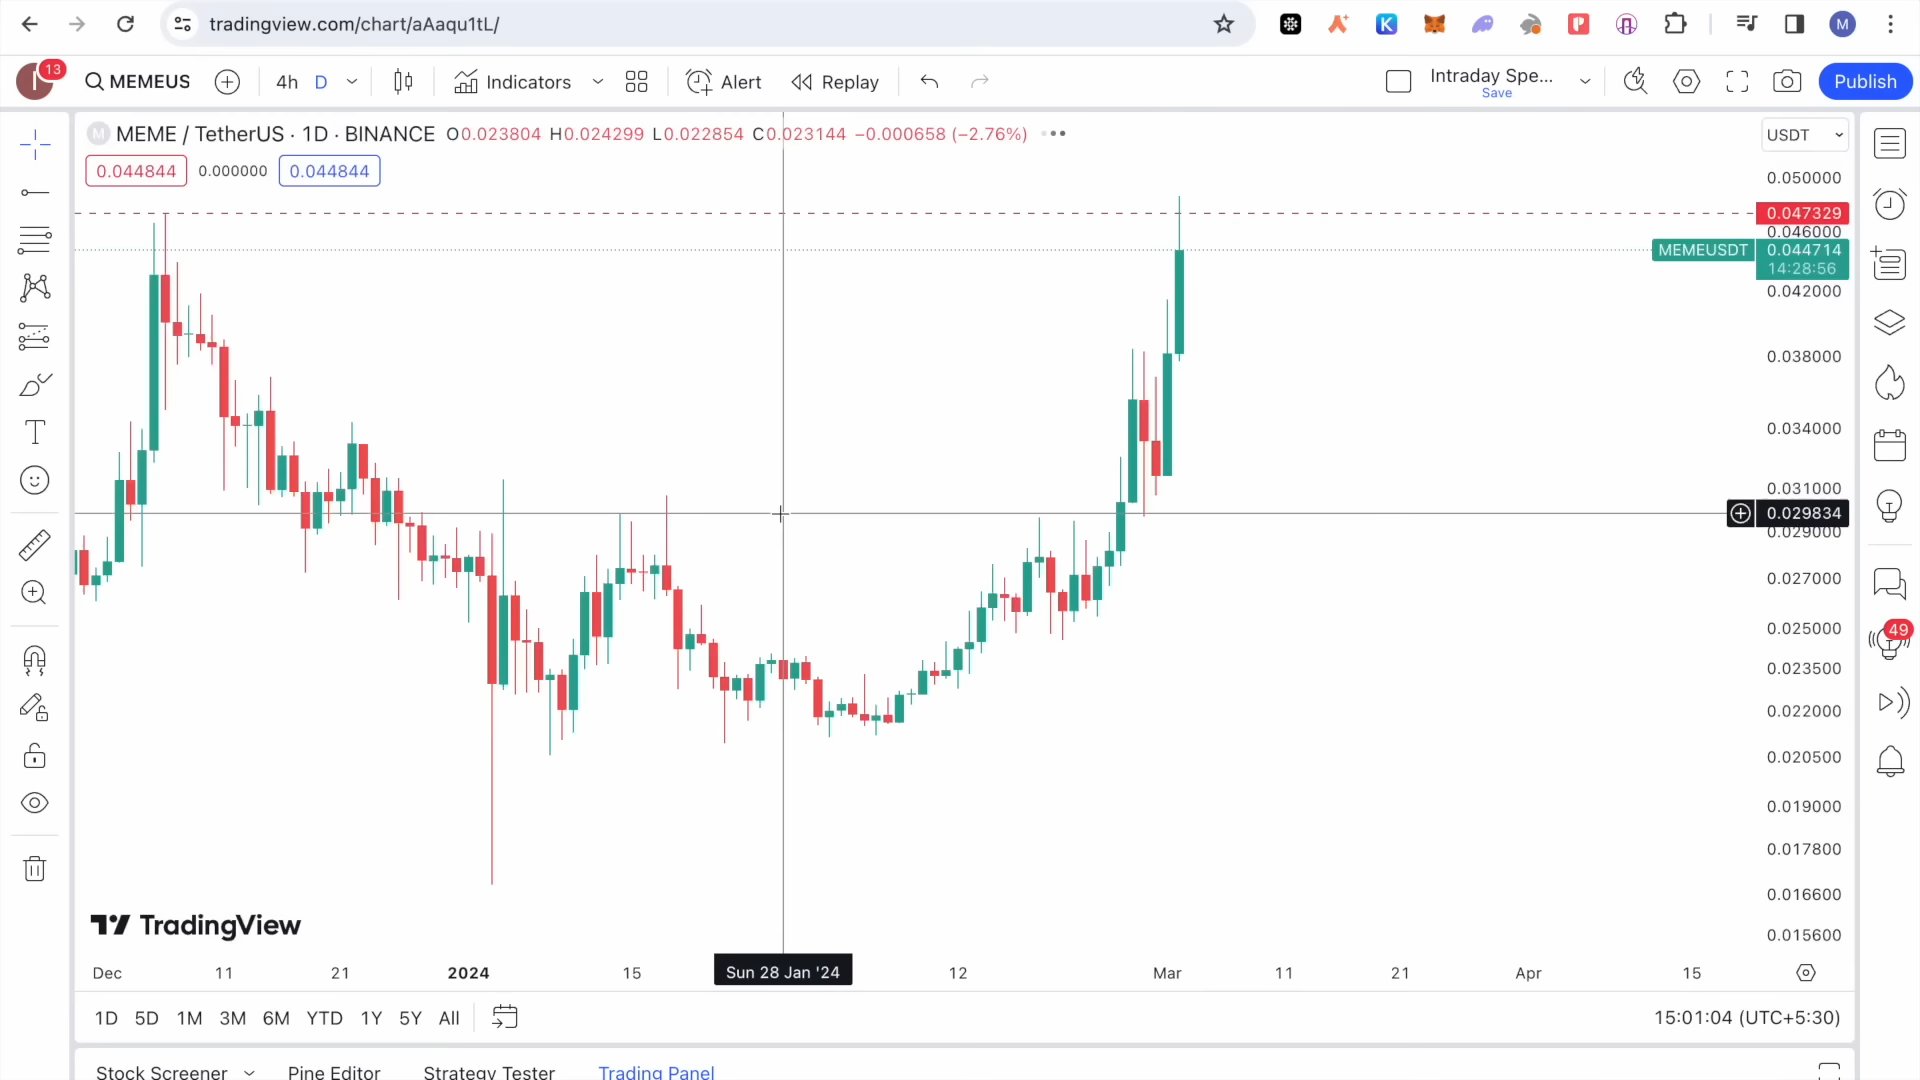 tradingview.com/chart/aAaqu1tL/
M
I
13
MEMEUS
4h D
Indicators
Alert
Replay
Intraday Spe...
Save
Publish
M MEME / TetherUS · 1D · BINANCE O0.023804 H0.024299 L0.022854 C0.023144 −0.000658 (−2.76%)
0.044844 0.000000 0.044844
USDT
0.050000
0.047329
0.046000
MEMEUSDT 0.044714
14:28:56
0.042000
0.038000
0.034000
0.031000
0.029834
0.029000
0.027000
0.025000
0.023500
0.022000
0.020500
0.019000
0.017800
0.016600
0.015600
49
TradingView
Dec 11 21 2024 15 Sun 28 Jan '24 12 Mar 11 21 Apr 15
1D 5D 1M 3M 6M YTD 1Y 5Y All
15:01:04 (UTC+5:30)
Stock Screener Pine Editor Strategy Tester Trading Panel